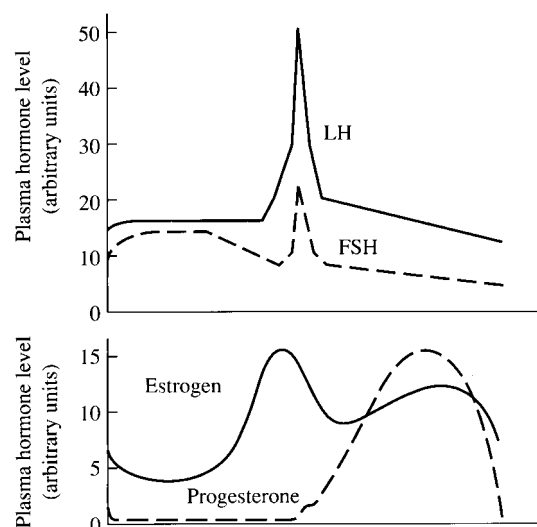 Plasma hormone level
(arbitrary units)
50
40
30
20
10
0
LH
FSH
Plasma hormone level
(arbitrary units)
15
10
5
0
Estrogen
Progesterone